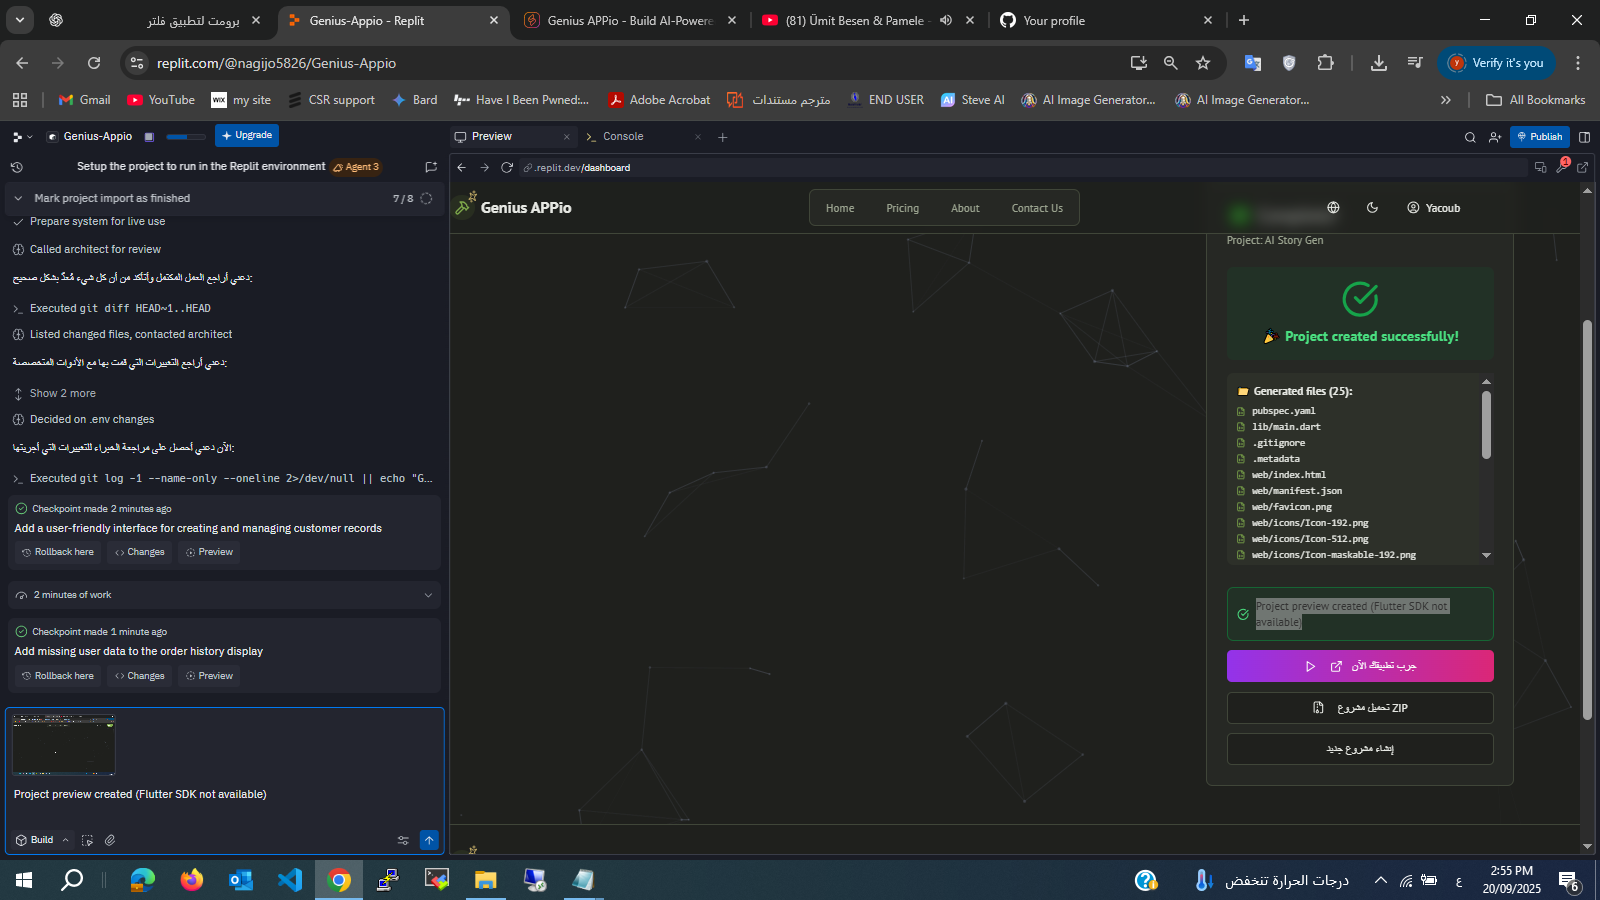 برومت لتطبيق فلتر
Genius-Appio - Replit
Genius APPio - Build AI-Powere
(81) Ümit Besen & Pamele -
Your profile
replit.com/@nagijo5826/Genius-Appio
Verify it's you
Gmail
YouTube
my site
CSR support
Bard
Have I Been Pwned:...
Adobe Acrobat
مترجم مستندات
END USER
Steve AI
AI Image Generator...
AI Image Generator...
All Bookmarks
Genius-Appio
Upgrade
Preview
Console
Publish
Setup the project to run in the Replit environment
Agent 3
.replit.dev/dashboard
1
Mark project import as finished
7 / 8
Prepare system for live use
Called architect for review
دعني أراجع العمل المكتمل وأتأكد من أن كل شيء مُعدّ بشكل صحيح:
Executed git diff HEAD~1..HEAD
Listed changed files, contacted architect
دعني أراجع التغييرات التي قمت بها مع الأدوات المتخصصة:
Show 2 more
Decided on .env changes
الآن دعني أحصل على مراجعة الخبراء للتغييرات التي أجريتها:
Executed git log -1 --name-only --oneline 2>/dev/null || echo "G...
Checkpoint made 2 minutes ago
Add a user-friendly interface for creating and managing customer records
Rollback here
Changes
Preview
2 minutes of work
Checkpoint made 1 minute ago
Add missing user data to the order history display
Rollback here
Changes
Preview
Project preview created (Flutter SDK not available)
Build
Genius APPio
Home
Pricing
About
Contact Us
Yacoub
Project: AI Story Gen
Project created successfully!
Generated files (25):
pubspec.yaml
lib/main.dart
.gitignore
.metadata
web/index.html
web/manifest.json
web/favicon.png
web/icons/Icon-192.png
web/icons/Icon-512.png
web/icons/Icon-maskable-192.png
Project preview created (Flutter SDK not
available)
جرب تطبيقك الآن
تحميل مشروع ZIP
إنشاء مشروع جديد
درجات الحرارة تنخفض
ع
2:55 PM
20/09/2025
6